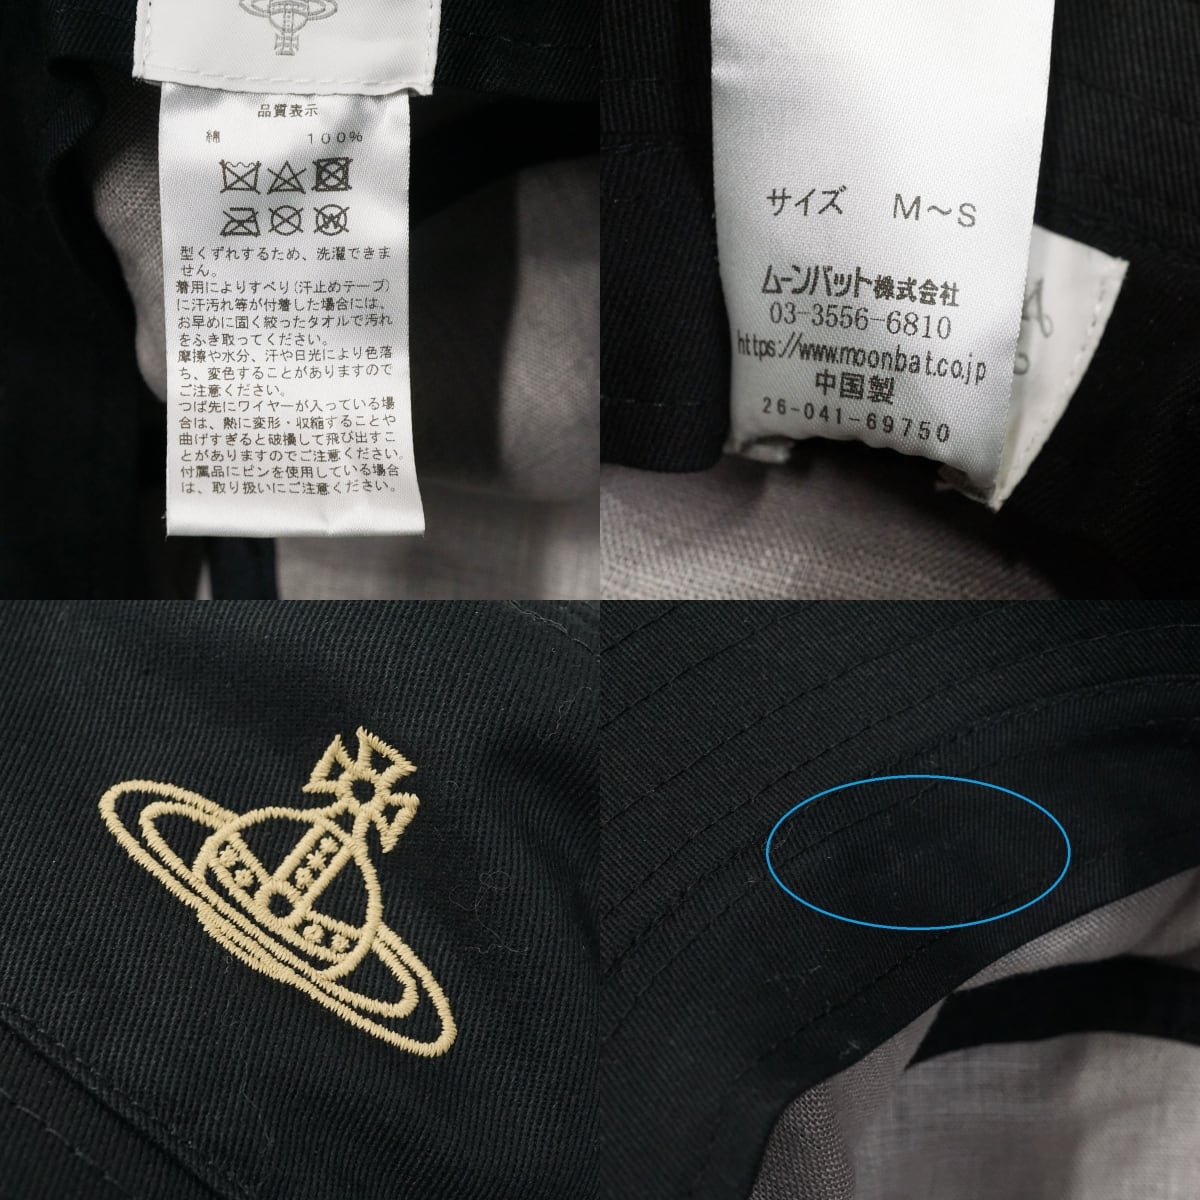 品質表示
綿 100%
型くずれするため、洗濯できま
せん。
着用によりすべり(汗止めテープ)
に汗汚れ等が付着した場合には、
お早めに固く絞ったタオルで汚れ
をふき取ってください。
摩擦や水分、汗や日光により色落
ち、変色することがありますので
ご注意ください。
つば先にワイヤーが入っている場
合は、熱に変形・収縮することや
曲げすぎると破損して飛び出すこ
とがありますのでご注意ください。
付属品にピンを使用している場合
は、取り扱いにご注意ください。
サイズ M～S
ムーンバット株式会社
03-3556-6810
https://www.moonbat.co.jp
中国製
26-041-69750